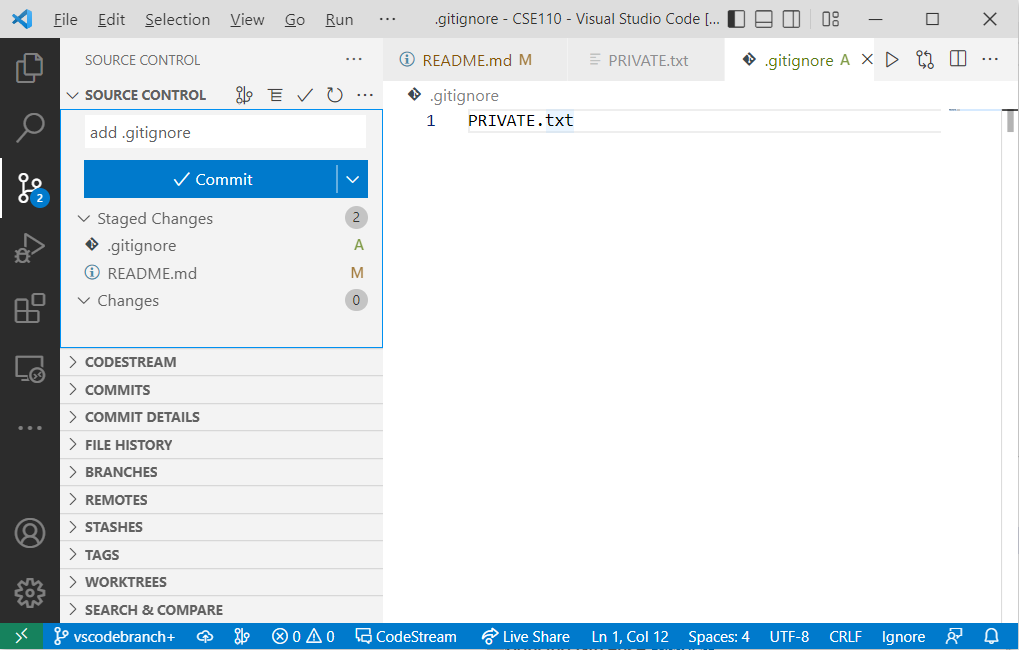 File Edit Selection View Go Run ··· .gitignore - CSE110 - Visual Studio Code [...
SOURCE CONTROL ···
README.md M PRIVATE.txt .gitignore A ···
SOURCE CONTROL ···
.gitignore
add .gitignore
1 PRIVATE.txt
Commit
Staged Changes 2
.gitignore A
README.md M
Changes 0
2
CODESTREAM
COMMITS
COMMIT DETAILS
FILE HISTORY
BRANCHES
REMOTES
STASHES
TAGS
WORKTREES
SEARCH & COMPARE
vscodebranch+ 0 0 CodeStream Live Share Ln 1, Col 12 Spaces: 4 UTF-8 CRLF Ignore